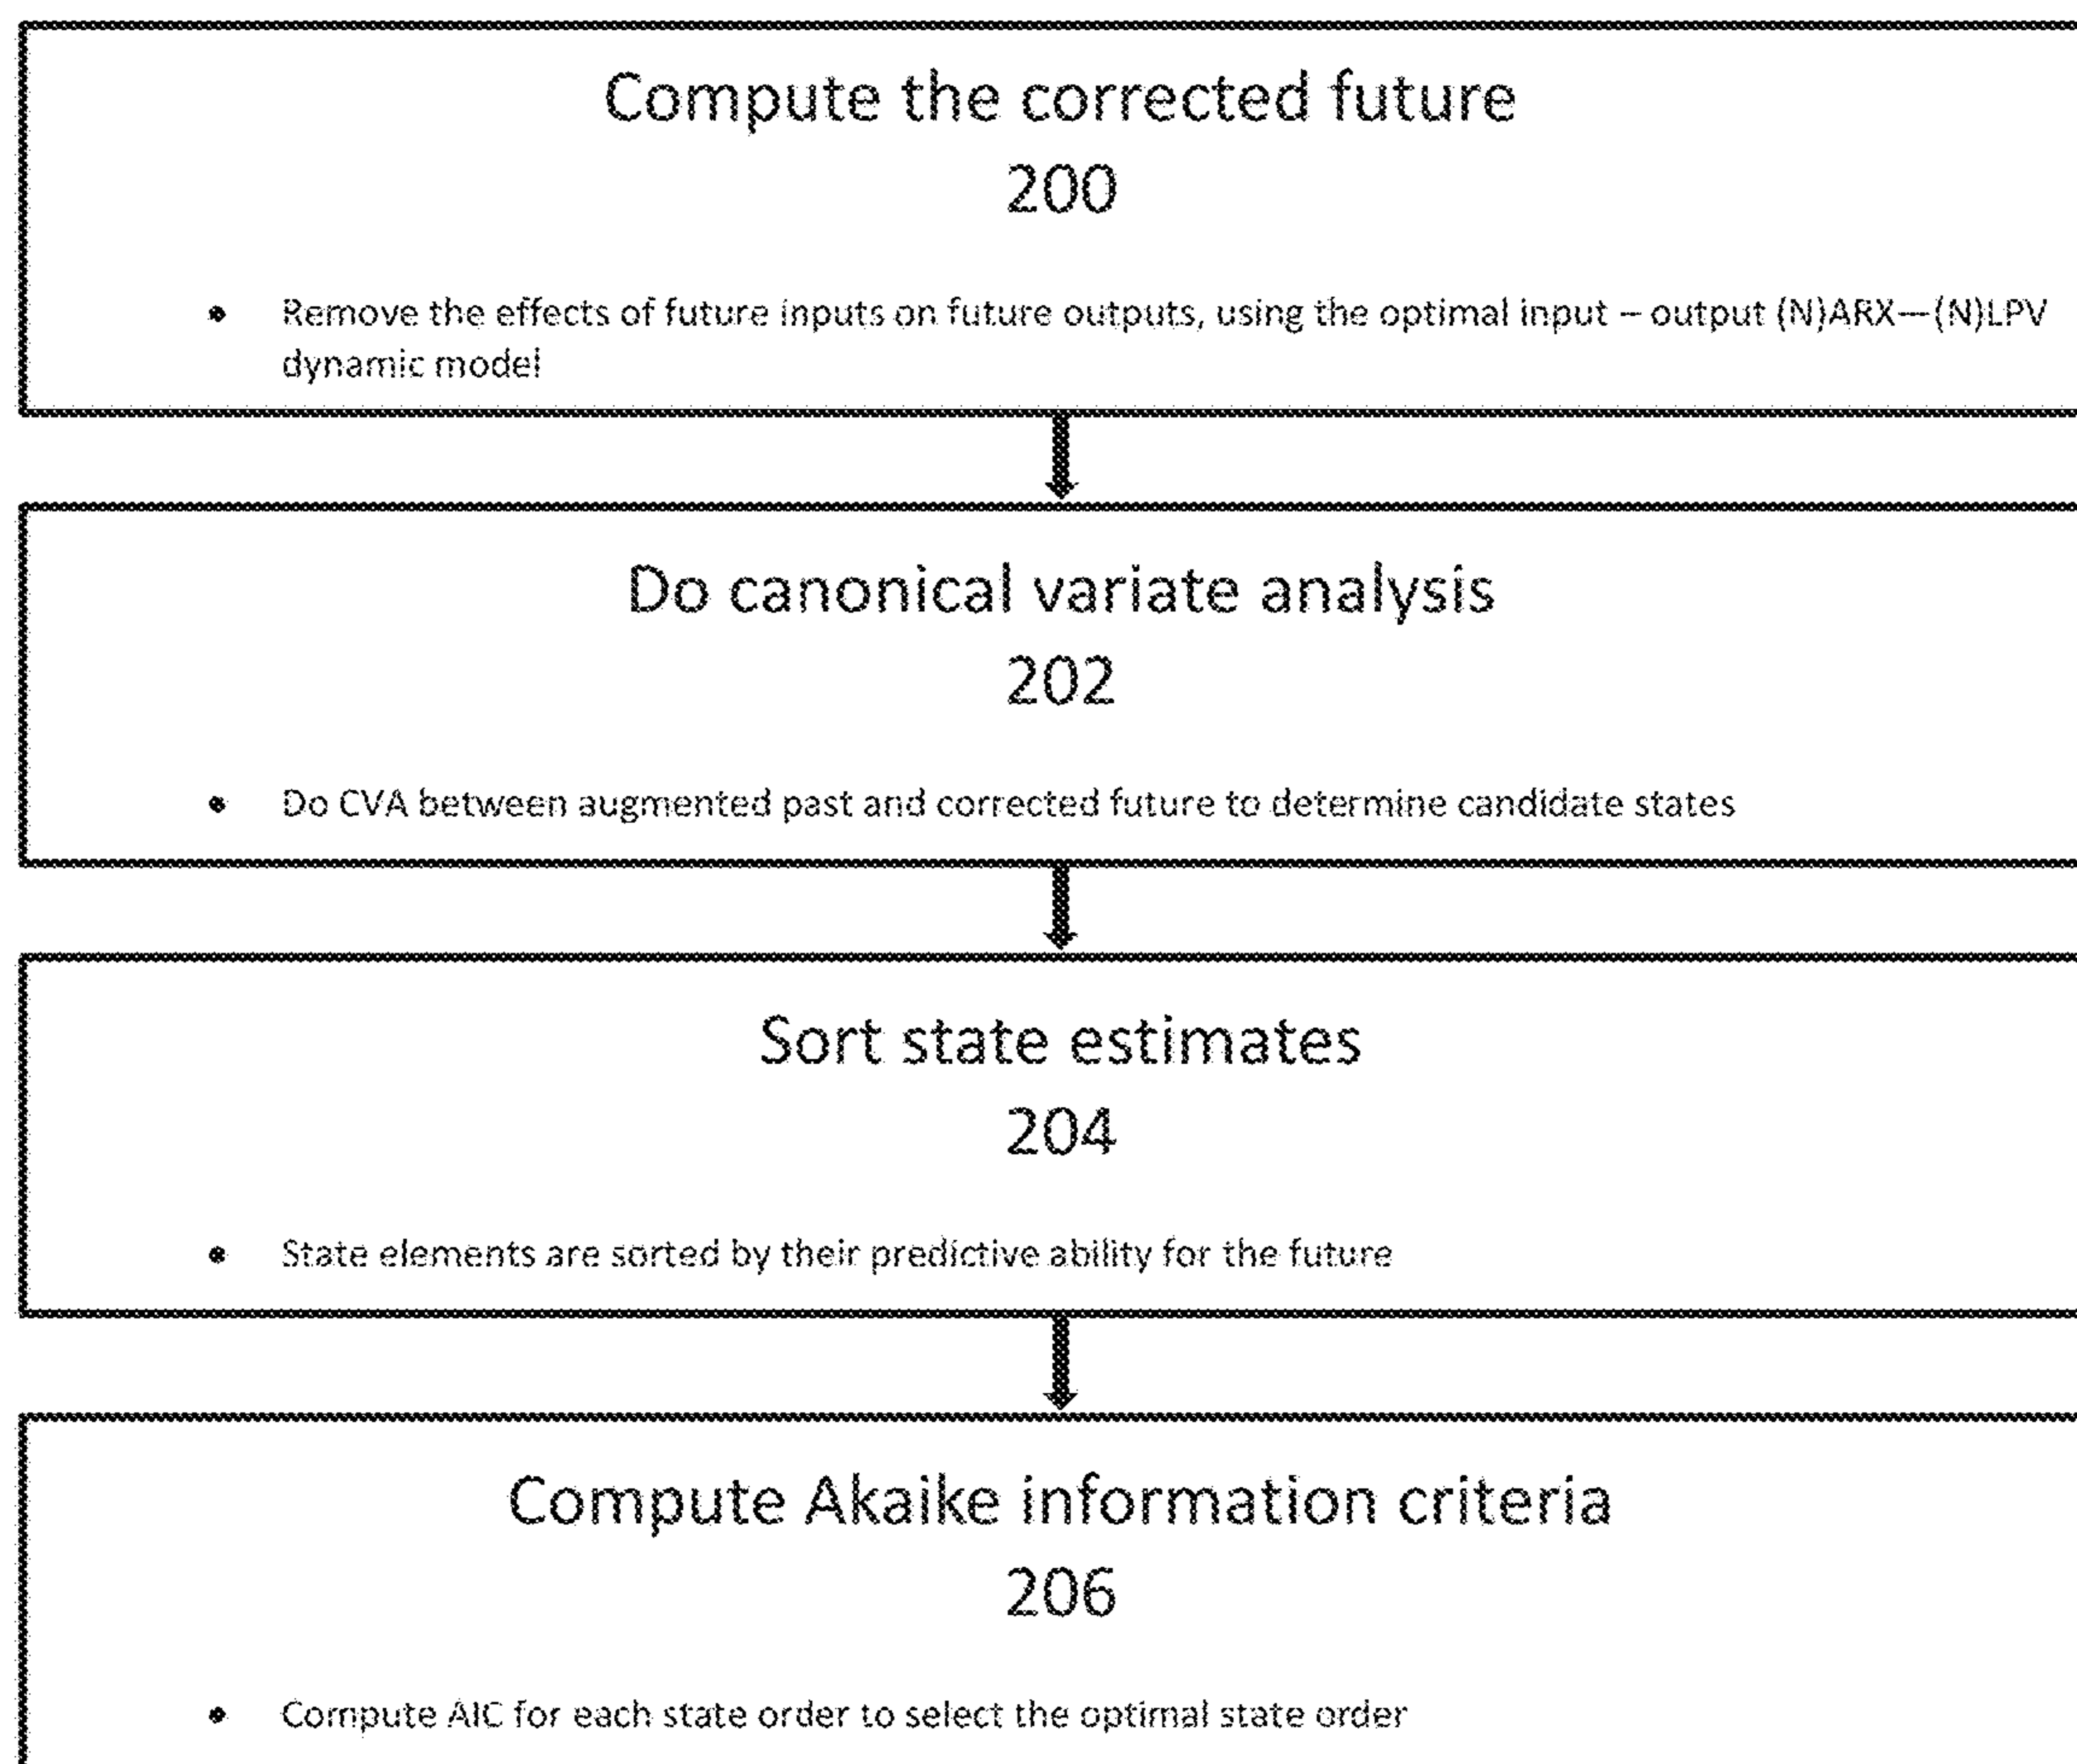 Compute the corrected future
200
• Remove the effects of future inputs on future outputs, using the optimal input – output (N)ARX—(N)LPV
dynamic model
Do canonical variate analysis
202
• Do CVA between augmented past and corrected future to determine candidate states
Sort state estimates
204
• State elements are sorted by their predictive ability for the future
Compute Akaike information criteria
206
• Compute AIC for each state order to select the optimal state order